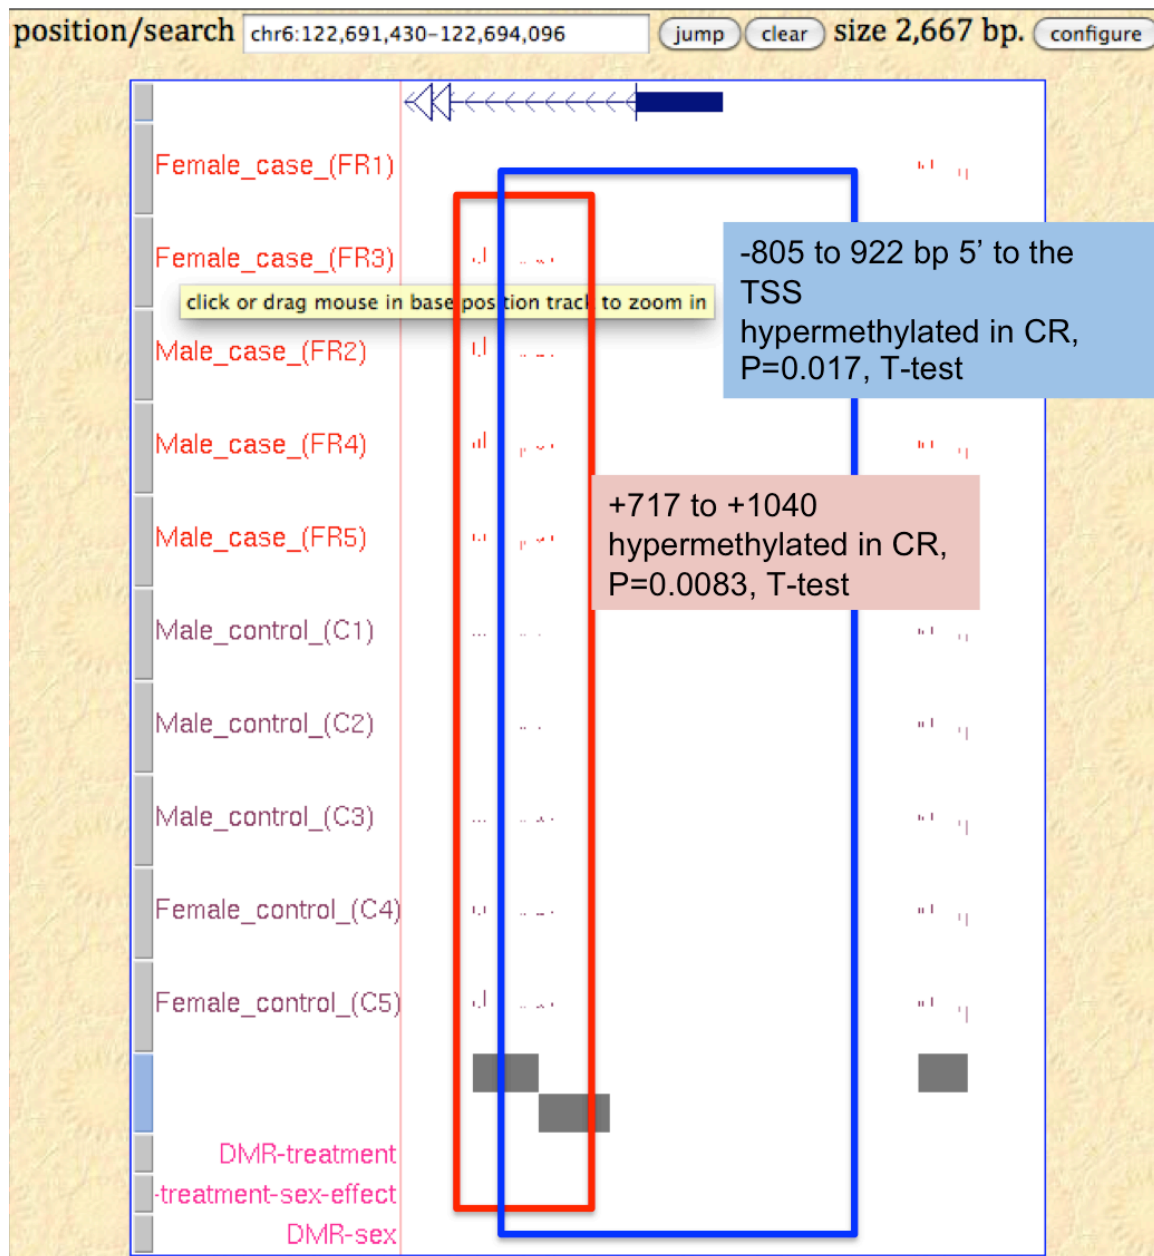 position/search chr6:122,691,430-122,694,096 jump clear size 2,667 bp. configure
Female_case_(FR1)
Female_case_(FR3)
click or drag mouse in base position track to zoom in
Male_case_(FR2)
Male_case_(FR4)
Male_case_(FR5)
Male_control_(C1)
Male_control_(C2)
Male_control_(C3)
Female_control_(C4)
Female_control_(C5)
DMR-treatment
-treatment-sex-effect
DMR-sex
-805 to 922 bp 5’ to the
TSS
hypermethylated in CR,
P=0.017, T-test
+717 to +1040
hypermethylated in CR,
P=0.0083, T-test